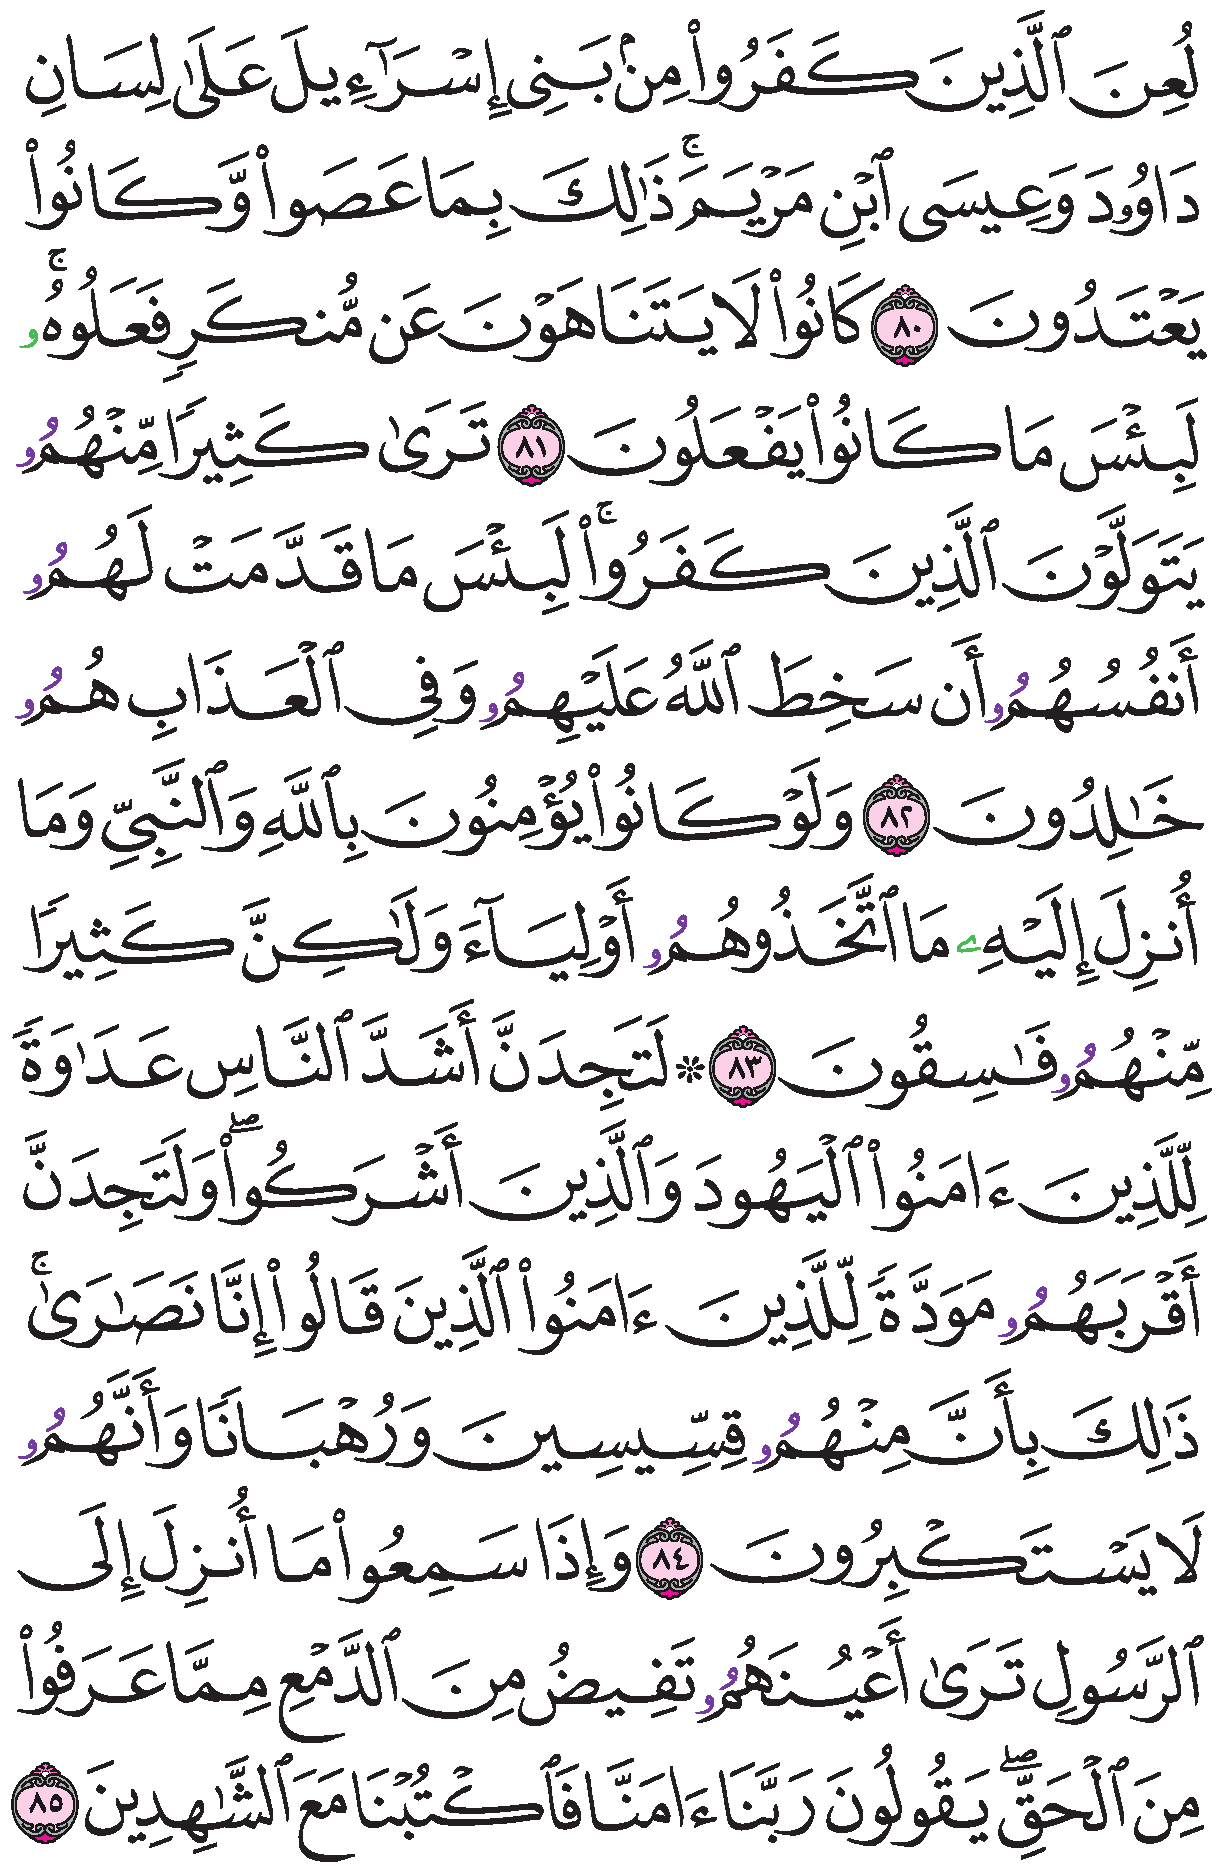 لُعِنَ ٱلَّذِينَ كَفَرُواْ مِنۢ بَنِىٓ إِسۡرَٰٓءِيلَ عَلَىٰ لِسَانِ
دَاوُۥدَ وَعِيسَى ٱبۡنِ مَرۡيَمَۚ ذَٰلِكَ بِمَا عَصَواْ وَّكَانُواْ
يَعۡتَدُونَ ٨٠ كَانُواْ لَا يَتَنَاهَوۡنَ عَن مُّنكَرٍ فَعَلُوهُۥۚ
لَبِئۡسَ مَا كَانُواْ يَفۡعَلُونَ ٨١ تَرَىٰ كَثِيرًا مِّنۡهُمُۥ
يَتَوَلَّوۡنَ ٱلَّذِينَ كَفَرُواْۚ لَبِئۡسَ مَا قَدَّمَتۡ لَهُمُۥ
أَنفُسُهُمُۥ أَن سَخِطَ ٱللَّهُ عَلَيۡهِمُۥ وَفِى ٱلۡعَذَابِ هُمُۥ
خَٰلِدُونَ ٨٢ وَلَوۡ كَانُواْ يُؤۡمِنُونَ بِٱللَّهِ وَٱلنَّبِىِّ وَمَا
أُنزِلَ إِلَيۡهِۦ مَا ٱتَّخَذُوهُمُۥ أَوۡلِيَآءَ وَلَٰكِنَّ كَثِيرًا
مِّنۡهُمُۥ فَٰسِقُونَ ٨٣ ۞ لَتَجِدَنَّ أَشَدَّ ٱلنَّاسِ عَدَٰوَةً
لِّلَّذِينَ ءَامَنُواْ ٱلۡيَهُودَ وَٱلَّذِينَ أَشۡرَكُواْۖ وَلَتَجِدَنَّ
أَقۡرَبَهُمُۥ مَوَدَّةً لِّلَّذِينَ ءَامَنُواْ ٱلَّذِينَ قَالُواْ إِنَّا نَصَٰرَىٰۚ
ذَٰلِكَ بِأَنَّ مِنۡهُمُۥ قِسِّيسِينَ وَرُهۡبَانًا وَأَنَّهُمُۥ
لَا يَسۡتَكۡبِرُونَ ٨٤ وَإِذَا سَمِعُواْ مَا أُنزِلَ إِلَى
ٱلرَّسُولِ تَرَىٰ أَعۡيُنَهُمُۥ تَفِيضُ مِنَ ٱلدَّمۡعِ مِمَّا عَرَفُواْ
مِنَ ٱلۡحَقِّۖ يَقُولُونَ رَبَّنَا ءَامَنَّا فَٱكۡتُبۡنَا مَعَ ٱلشَّٰهِدِينَ ٨٥